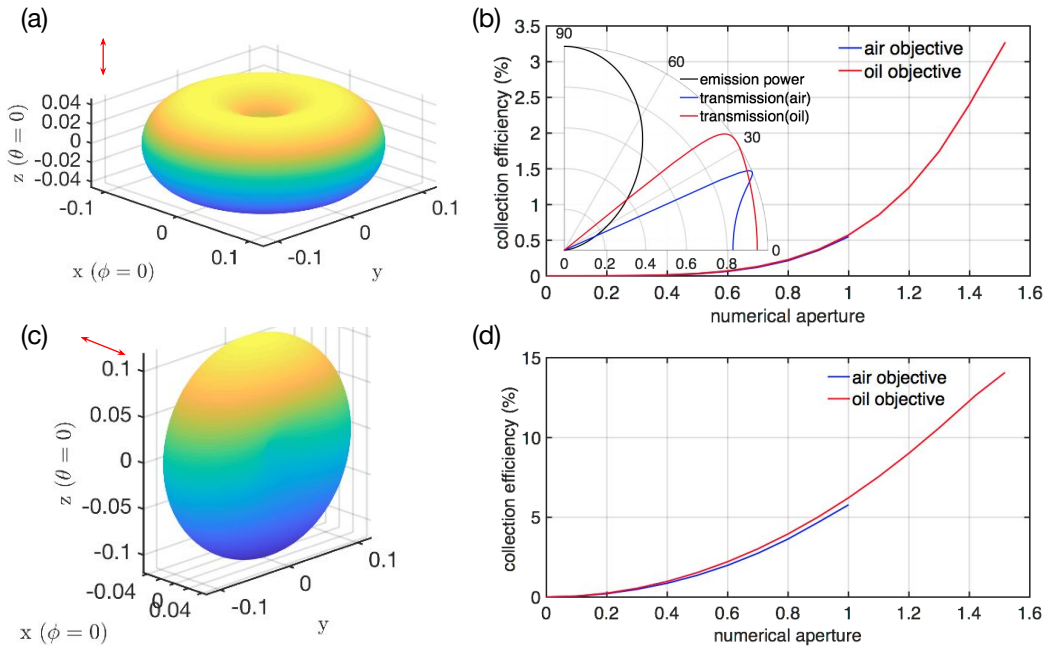 (a)
z (θ = 0)
0.04
0.02
0
-0.02
-0.04
-0.1
0
0.1
x (ϕ = 0)
-0.1
0
0.1
y
(b)
collection efficiency (%)
3.5
3
2.5
2
1.5
1
0.5
0
0
0.2
0.4
0.6
0.8
1
1.2
1.4
1.6
numerical aperture
air objective
oil objective
90
60
30
0
emission power
transmission(air)
transmission(oil)
0
0.2
0.4
0.6
0.8
1
(c)
z (θ = 0)
0.1
0.05
0
-0.05
-0.1
-0.04
0
0.04
x (ϕ = 0)
-0.1
0
0.1
y
(d)
collection efficiency (%)
15
10
5
0
0
0.2
0.4
0.6
0.8
1
1.2
1.4
1.6
numerical aperture
air objective
oil objective